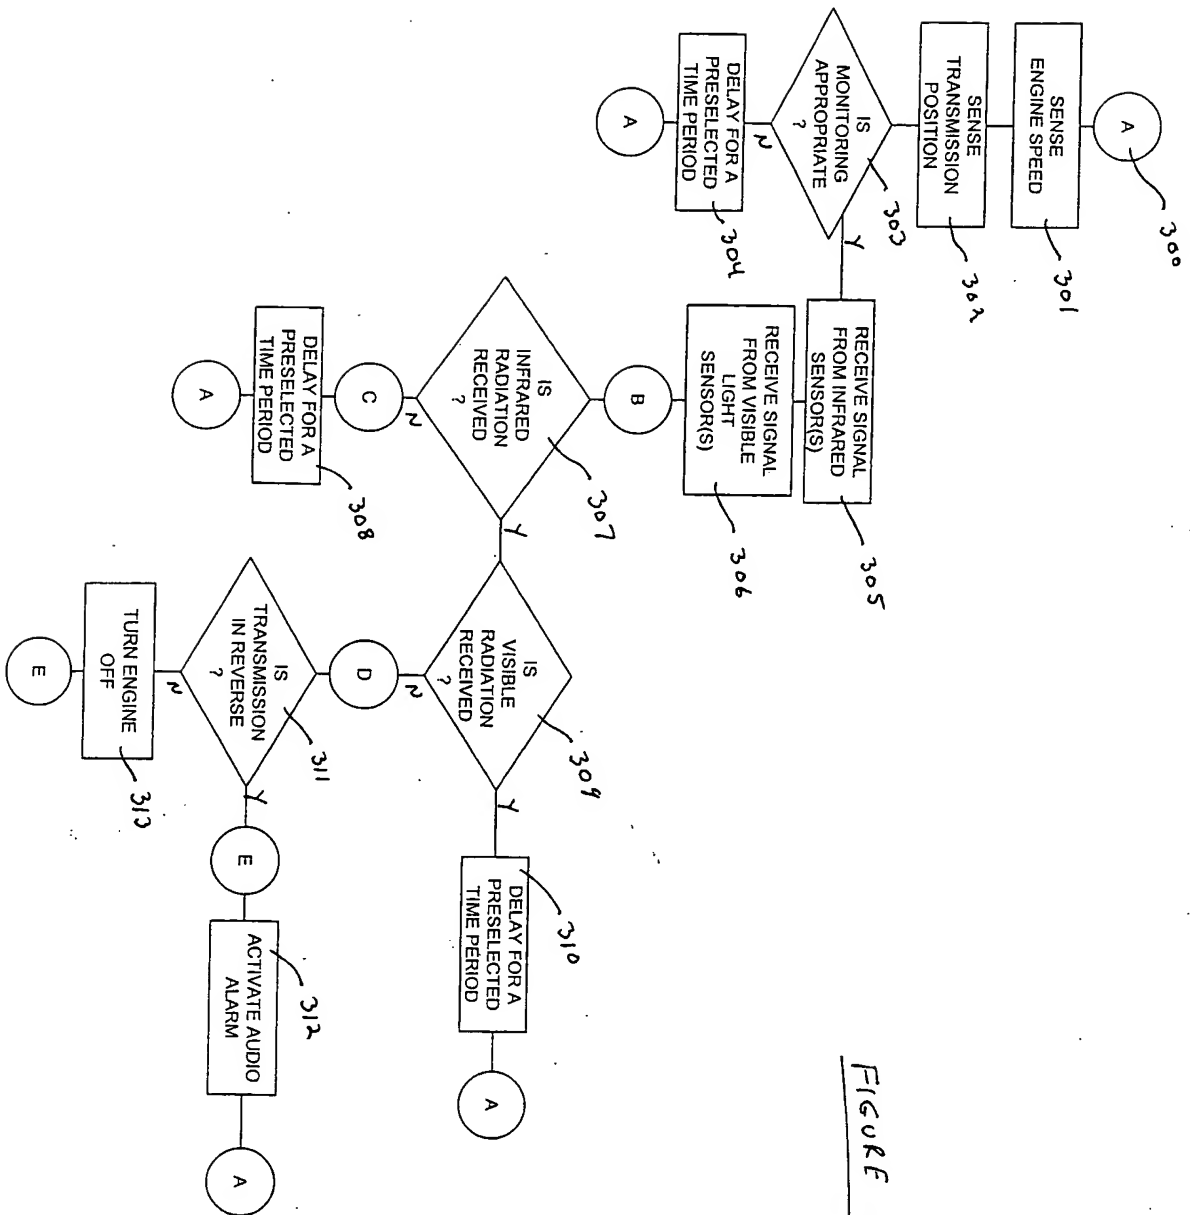 A
300
SENSE
ENGINE SPEED
301
SENSE
TRANSMISSION
POSITION
302
IS
MONITORING
APPROPRIATE
?
303
N
Y
DELAY FOR A
PRESELECTED
TIME PERIOD
304
A
RECEIVE SIGNAL
FROM INFRARED
SENSOR(S)
305
RECEIVE SIGNAL
FROM VISIBLE
LIGHT
SENSOR(S)
306
B
IS
INFRARED
RADIATION
RECEIVED
?
307
N
Y
C
DELAY FOR A
PRESELECTED
TIME PERIOD
308
A
IS
VISIBLE
RADIATION
RECEIVED
?
309
N
Y
DELAY FOR A
PRESELECTED
TIME PERIOD
310
A
D
IS
TRANSMISSION
IN REVERSE
?
311
N
Y
TURN ENGINE
OFF
313
E
E
ACTIVATE AUDIO
ALARM
312
A
FIGURE